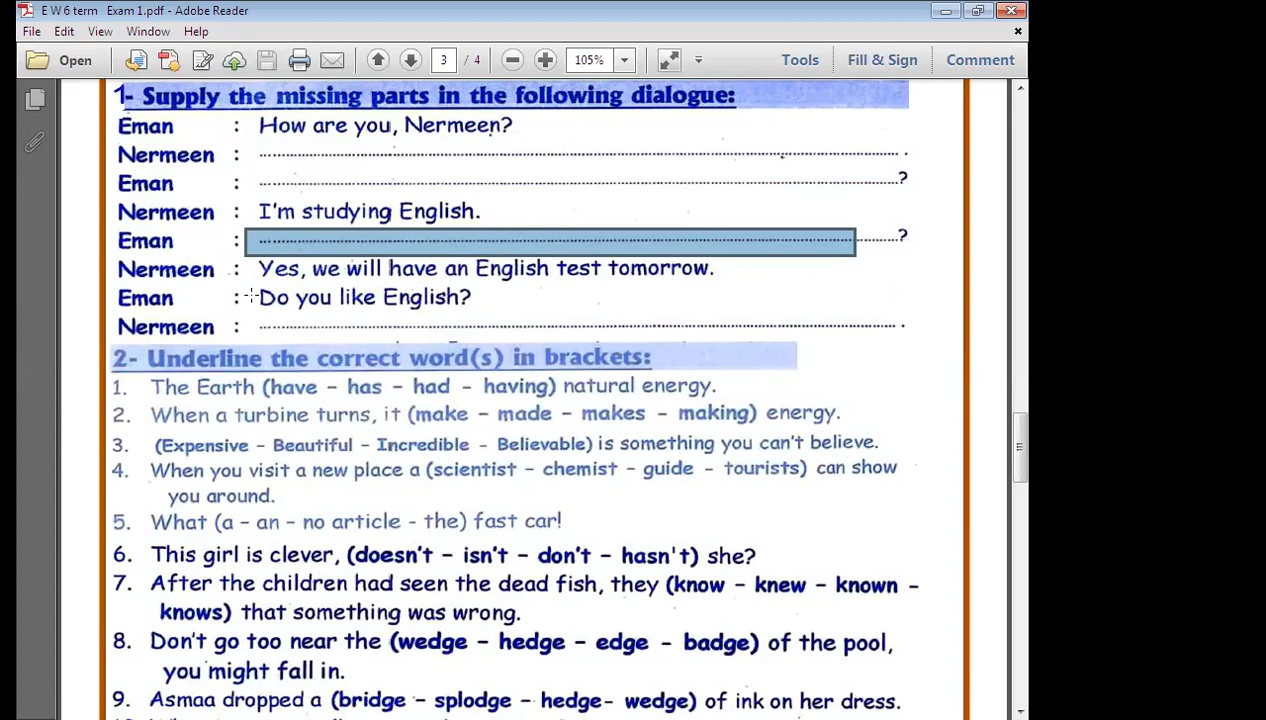 E W 6 term   Exam 1.pdf - Adobe Reader
File Edit View Window Help
Open 3 / 4 105% Tools Fill & Sign Comment
1- Supply the missing parts in the following dialogue:
Eman : How are you, Nermeen?
Nermeen : ................................................ .
Eman : ................................................?
Nermeen : I'm studying English.
Eman : ................................................?
Nermeen : Yes, we will have an English test tomorrow.
Eman : Do you like English?
Nermeen : ................................................ .
2- Underline the correct word(s) in brackets:
1. The Earth (have – has – had – having) natural energy.
2. When a turbine turns, it (make – made – makes – making) energy.
3. (Expensive – Beautiful – Incredible – Believable) is something you can't believe.
4. When you visit a new place a (scientist – chemist – guide – tourists) can show
you around.
5. What (a – an – no article - the) fast car!
6. This girl is clever, (doesn't – isn't – don't – hasn't) she?
7. After the children had seen the dead fish, they (know – knew – known –
knows) that something was wrong.
8. Don't go too near the (wedge – hedge – edge – badge) of the pool,
you might fall in.
9. Asmaa dropped a (bridge – splodge – hedge- wedge) of ink on her dress.